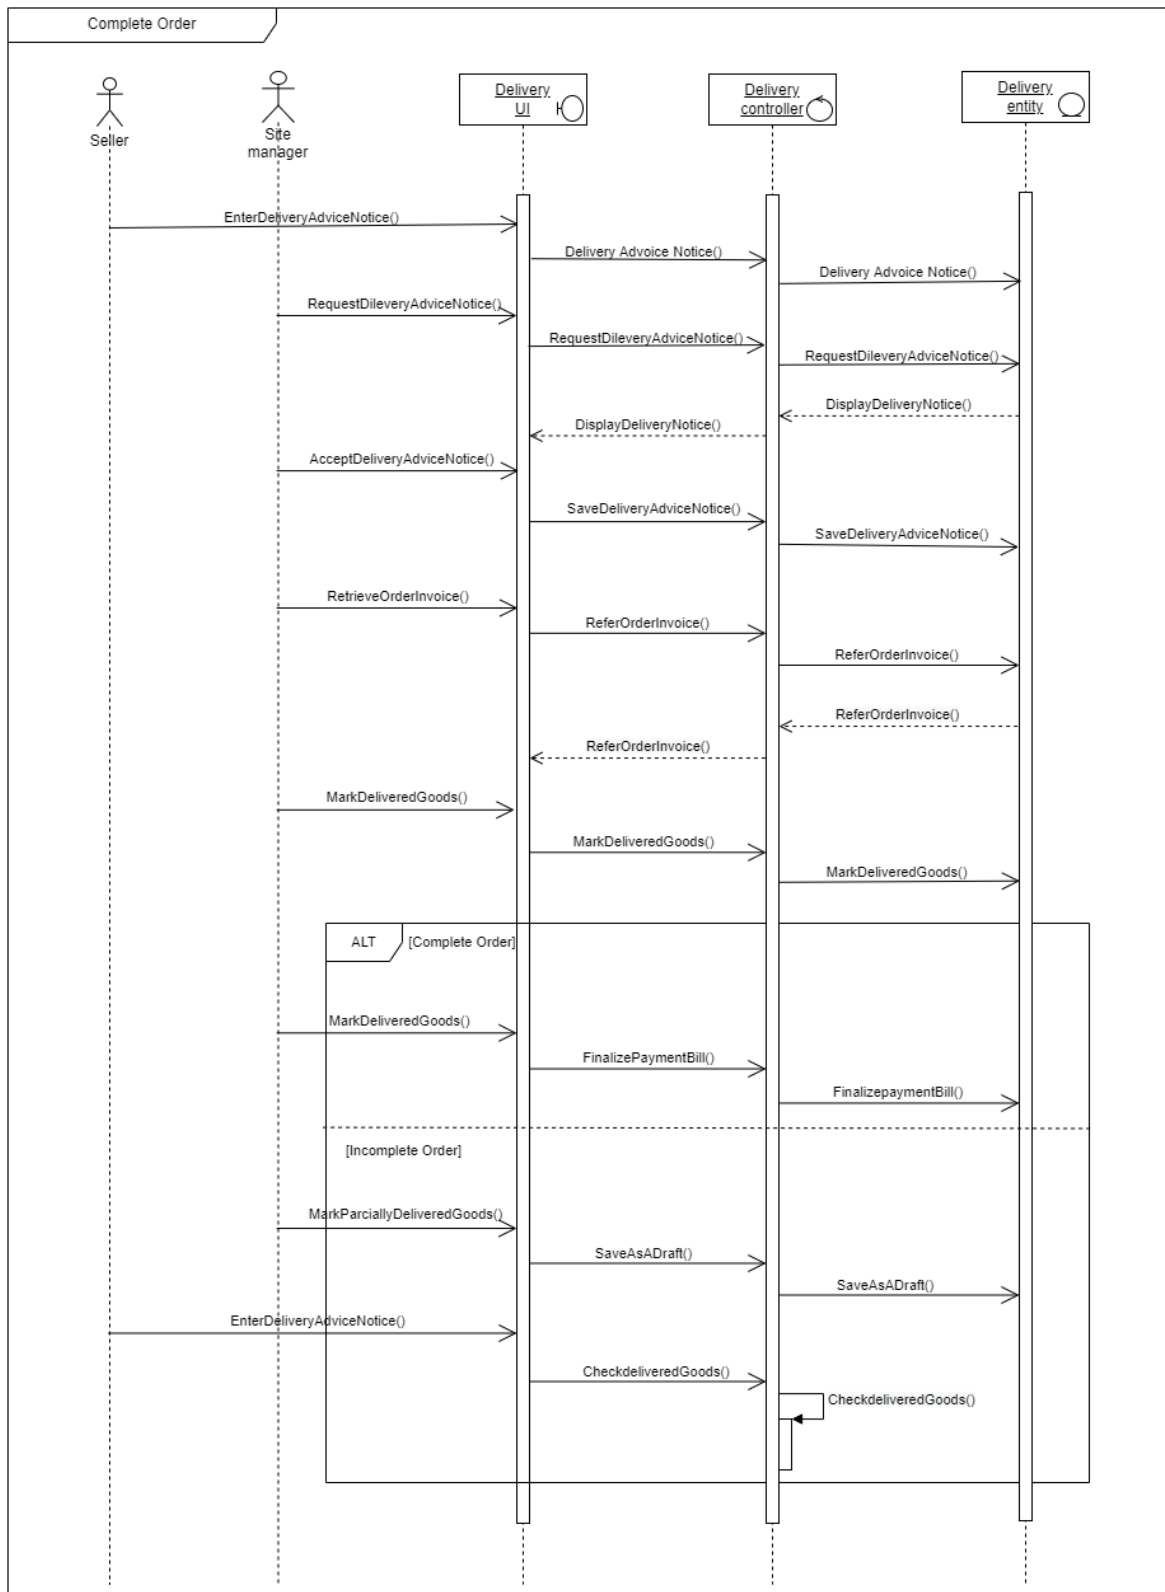 Complete Order
Seller
Site
manager
Delivery
UI
Delivery
controller
Delivery
entity
EnterDeliveryAdviceNotice()
Delivery Advoice Notice()
Delivery Advoice Notice()
RequestDileveryAdviceNotice()
RequestDileveryAdviceNotice()
RequestDileveryAdviceNotice()
DisplayDeliveryNotice()
DisplayDeliveryNotice()
AcceptDeliveryAdviceNotice()
SaveDeliveryAdviceNotice()
SaveDeliveryAdviceNotice()
RetrieveOrderInvoice()
ReferOrderInvoice()
ReferOrderInvoice()
ReferOrderInvoice()
ReferOrderInvoice()
MarkDeliveredGoods()
MarkDeliveredGoods()
MarkDeliveredGoods()
ALT [Complete Order]
MarkDeliveredGoods()
FinalizePaymentBill()
FinalizepaymentBill()
[Incomplete Order]
MarkParciallyDeliveredGoods()
SaveAsADraft()
SaveAsADraft()
EnterDeliveryAdviceNotice()
CheckdeliveredGoods()
CheckdeliveredGoods()